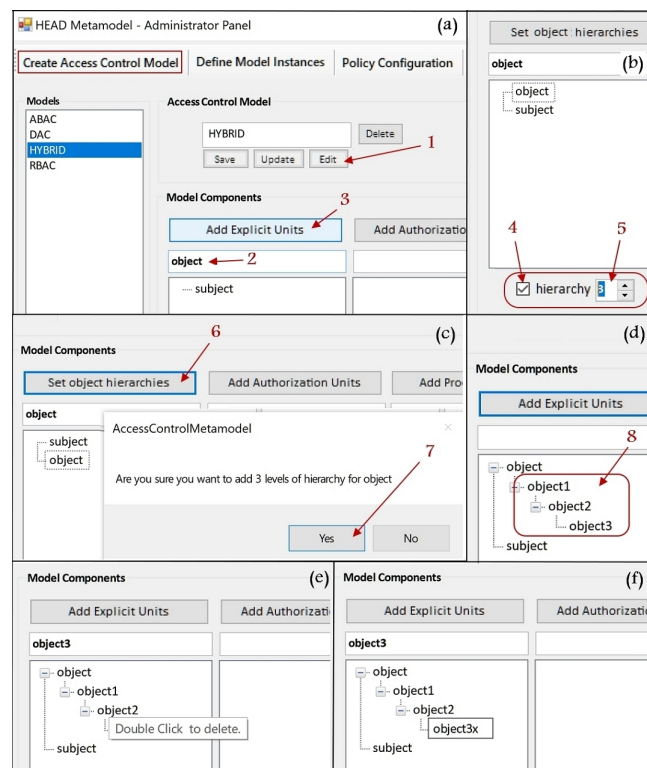 HEAD Metamodel - Administrator Panel
(a)
Create Access Control Model
Define Model Instances
Policy Configuration
Models
ABAC
DAC
HYBRID
RBAC
Access Control Model
HYBRID
Delete
Save
Update
Edit
1
Model Components
3
Add Explicit Units
Add Authorizatio
object
2
subject
Set object hierarchies
object
(b)
object
subject
4
5
hierarchy
3
6
(c)
Model Components
Set object hierarchies
Add Authorization Units
Add Pro
object
subject
object
AccessControlMetamodel
7
Are you sure you want to add 3 levels of hierarchy for object
Yes
No
(d)
Model Components
Add Explicit Units
8
object
object1
object2
object3
subject
Model Components
(e)
Add Explicit Units
Add Authorizati
object3
object
object1
object2
Double Click to delete.
subject
Model Components
(f)
Add Explicit Units
Add Authorizatio
object3
object
object1
object2
object3x
subject